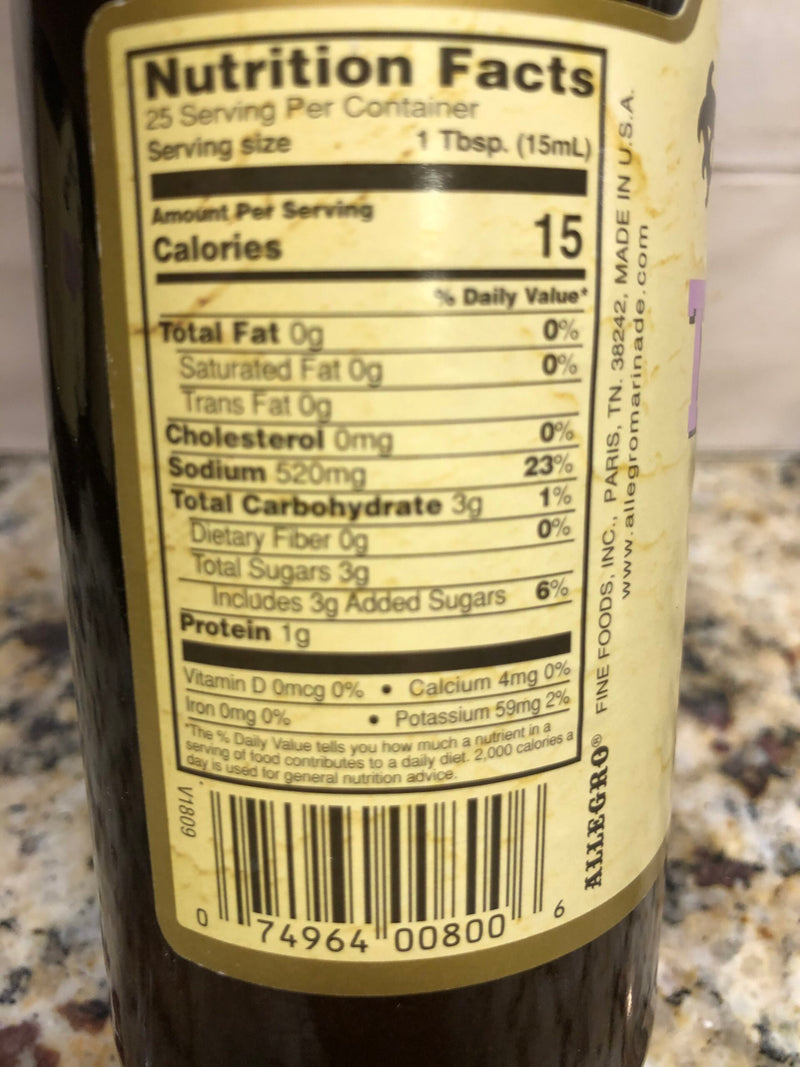 Nutrition Facts
25 Serving Per Container
Serving size 1 Tbsp. (15mL)
Amount Per Serving
Calories 15
% Daily Value*
Total Fat 0g 0%
Saturated Fat 0g 0%
Trans Fat 0g
Cholesterol 0mg 0%
Sodium 520mg 23%
Total Carbohydrate 3g 1%
Dietary Fiber 0g 0%
Total Sugars 3g
Includes 3g Added Sugars 6%
Protein 1g
Vitamin D 0mcg 0% • Calcium 4mg 0%
Iron 0mg 0% • Potassium 59mg 2%
*The % Daily Value tells you how much a nutrient in a
serving of food contributes to a daily diet. 2,000 calories a
day is used for general nutrition advice.
V1809
0 74964 00800 6
ALLEGRO® FINE FOODS, INC., PARIS, TN. 38242, MADE IN U.S.A.
www.allegromarinade.com